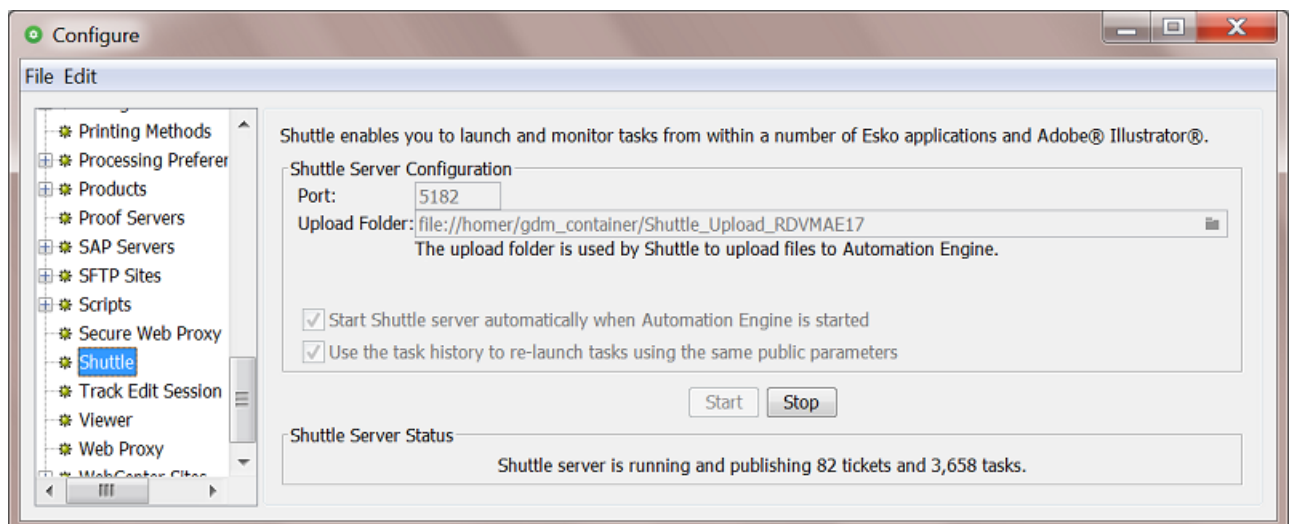 Configure
File Edit
Printing Methods
Processing Preferer
Products
Proof Servers
SAP Servers
SFTP Sites
Scripts
Secure Web Proxy
Shuttle
Track Edit Session
Viewer
Web Proxy
WebCenter Sites
Shuttle enables you to launch and monitor tasks from within a number of Esko applications and Adobe® Illustrator®.
Shuttle Server Configuration
Port: 5182
Upload Folder: file://homer/gdm_container/Shuttle_Upload_RDVMAE17
The upload folder is used by Shuttle to upload files to Automation Engine.
Start Shuttle server automatically when Automation Engine is started
Use the task history to re-launch tasks using the same public parameters
Start Stop
Shuttle Server Status
Shuttle server is running and publishing 82 tickets and 3,658 tasks.